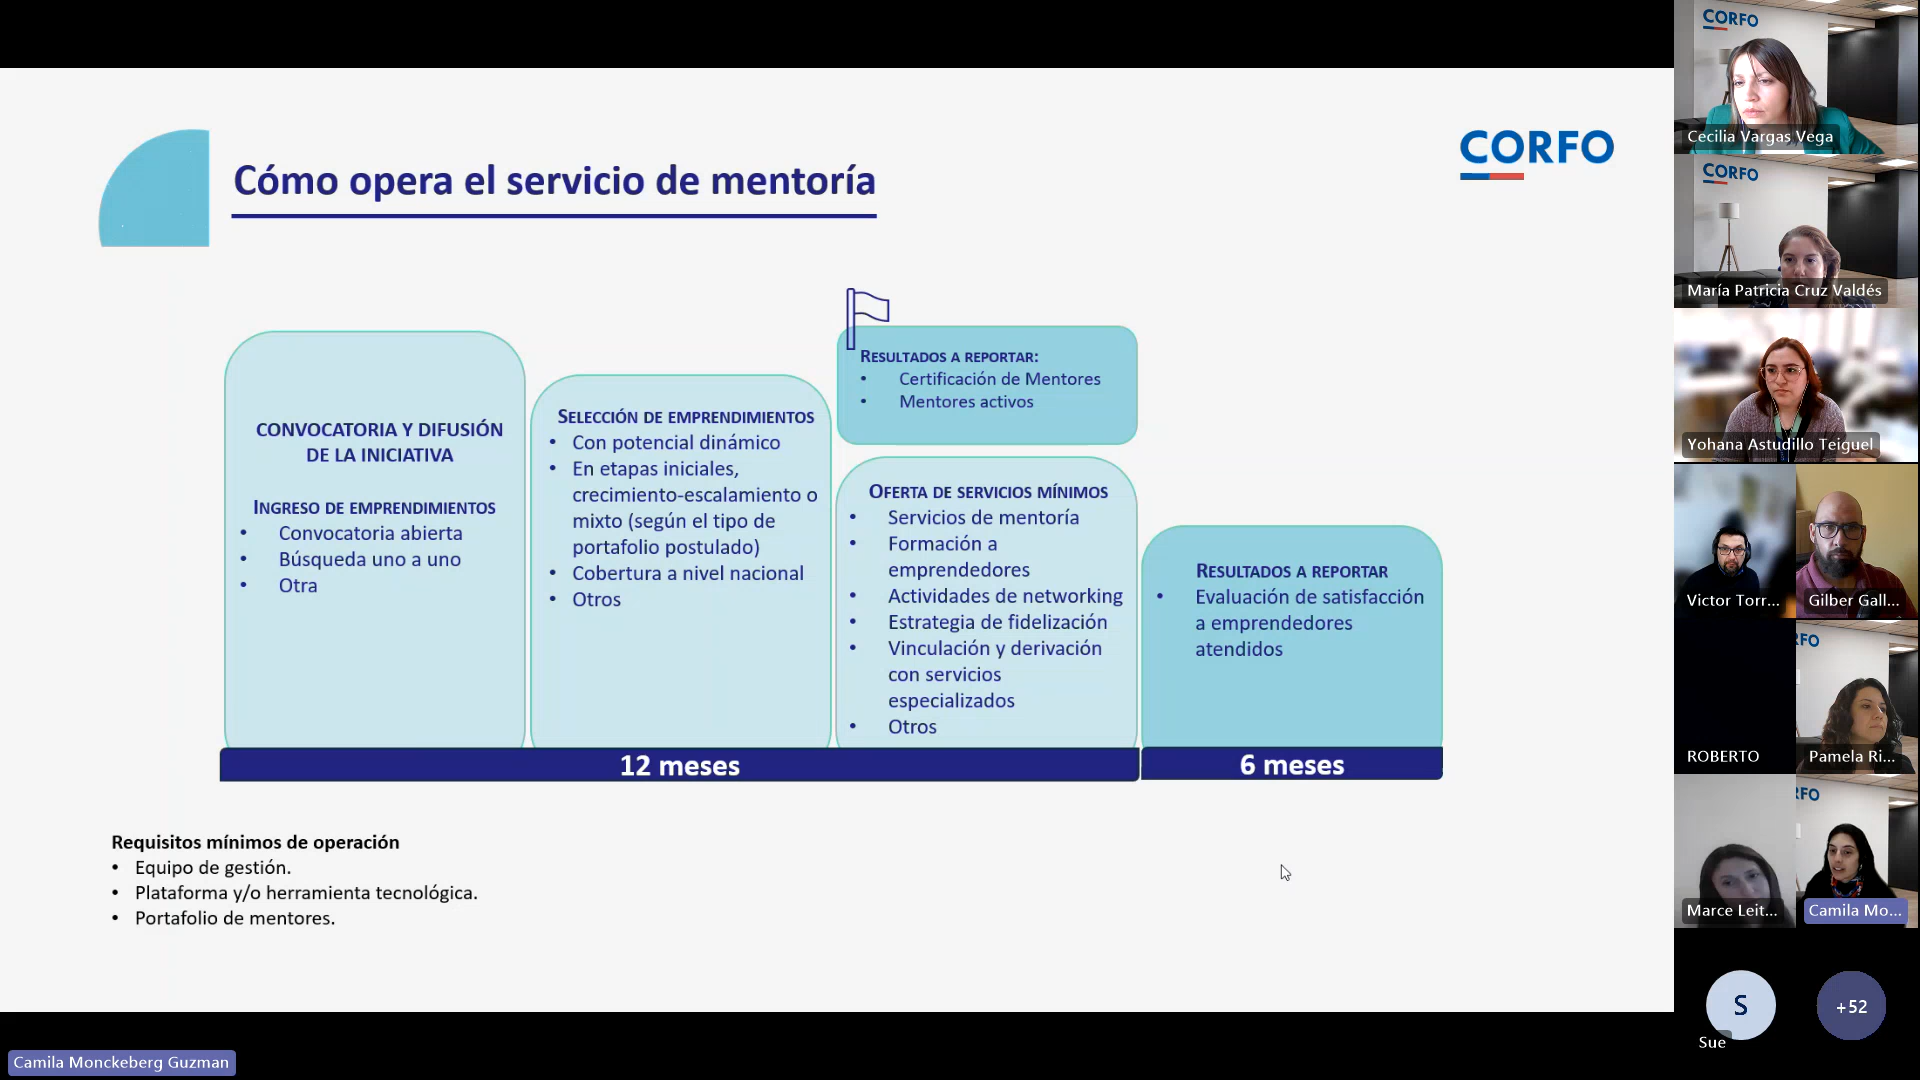 Cómo opera el servicio de mentoría
CORFO
CONVOCATORIA Y DIFUSIÓN
DE LA INICIATIVA
INGRESO DE EMPRENDIMIENTOS
• Convocatoria abierta
• Búsqueda uno a uno
• Otra
SELECCIÓN DE EMPRENDIMIENTOS
• Con potencial dinámico
• En etapas iniciales,
crecimiento-escalamiento o
mixto (según el tipo de
portafolio postulado)
• Cobertura a nivel nacional
• Otros
RESULTADOS A REPORTAR:
• Certificación de Mentores
• Mentores activos
OFERTA DE SERVICIOS MÍNIMOS
• Servicios de mentoría
• Formación a
emprendedores
• Actividades de networking
• Estrategia de fidelización
• Vinculación y derivación
con servicios
especializados
• Otros
RESULTADOS A REPORTAR
• Evaluación de satisfacción
a emprendedores
atendidos
12 meses
6 meses
Requisitos mínimos de operación
• Equipo de gestión.
• Plataforma y/o herramienta tecnológica.
• Portafolio de mentores.
Camila Monckeberg Guzman
CORFO
Cecilia Vargas Vega
CORFO
María Patricia Cruz Valdés
Yohana Astudillo Teiguel
Victor Torr...
Gilber Gall...
RFO
ROBERTO
Pamela Ri...
RFO
Marce Leit...
Camila Mo...
S
+52
Sue